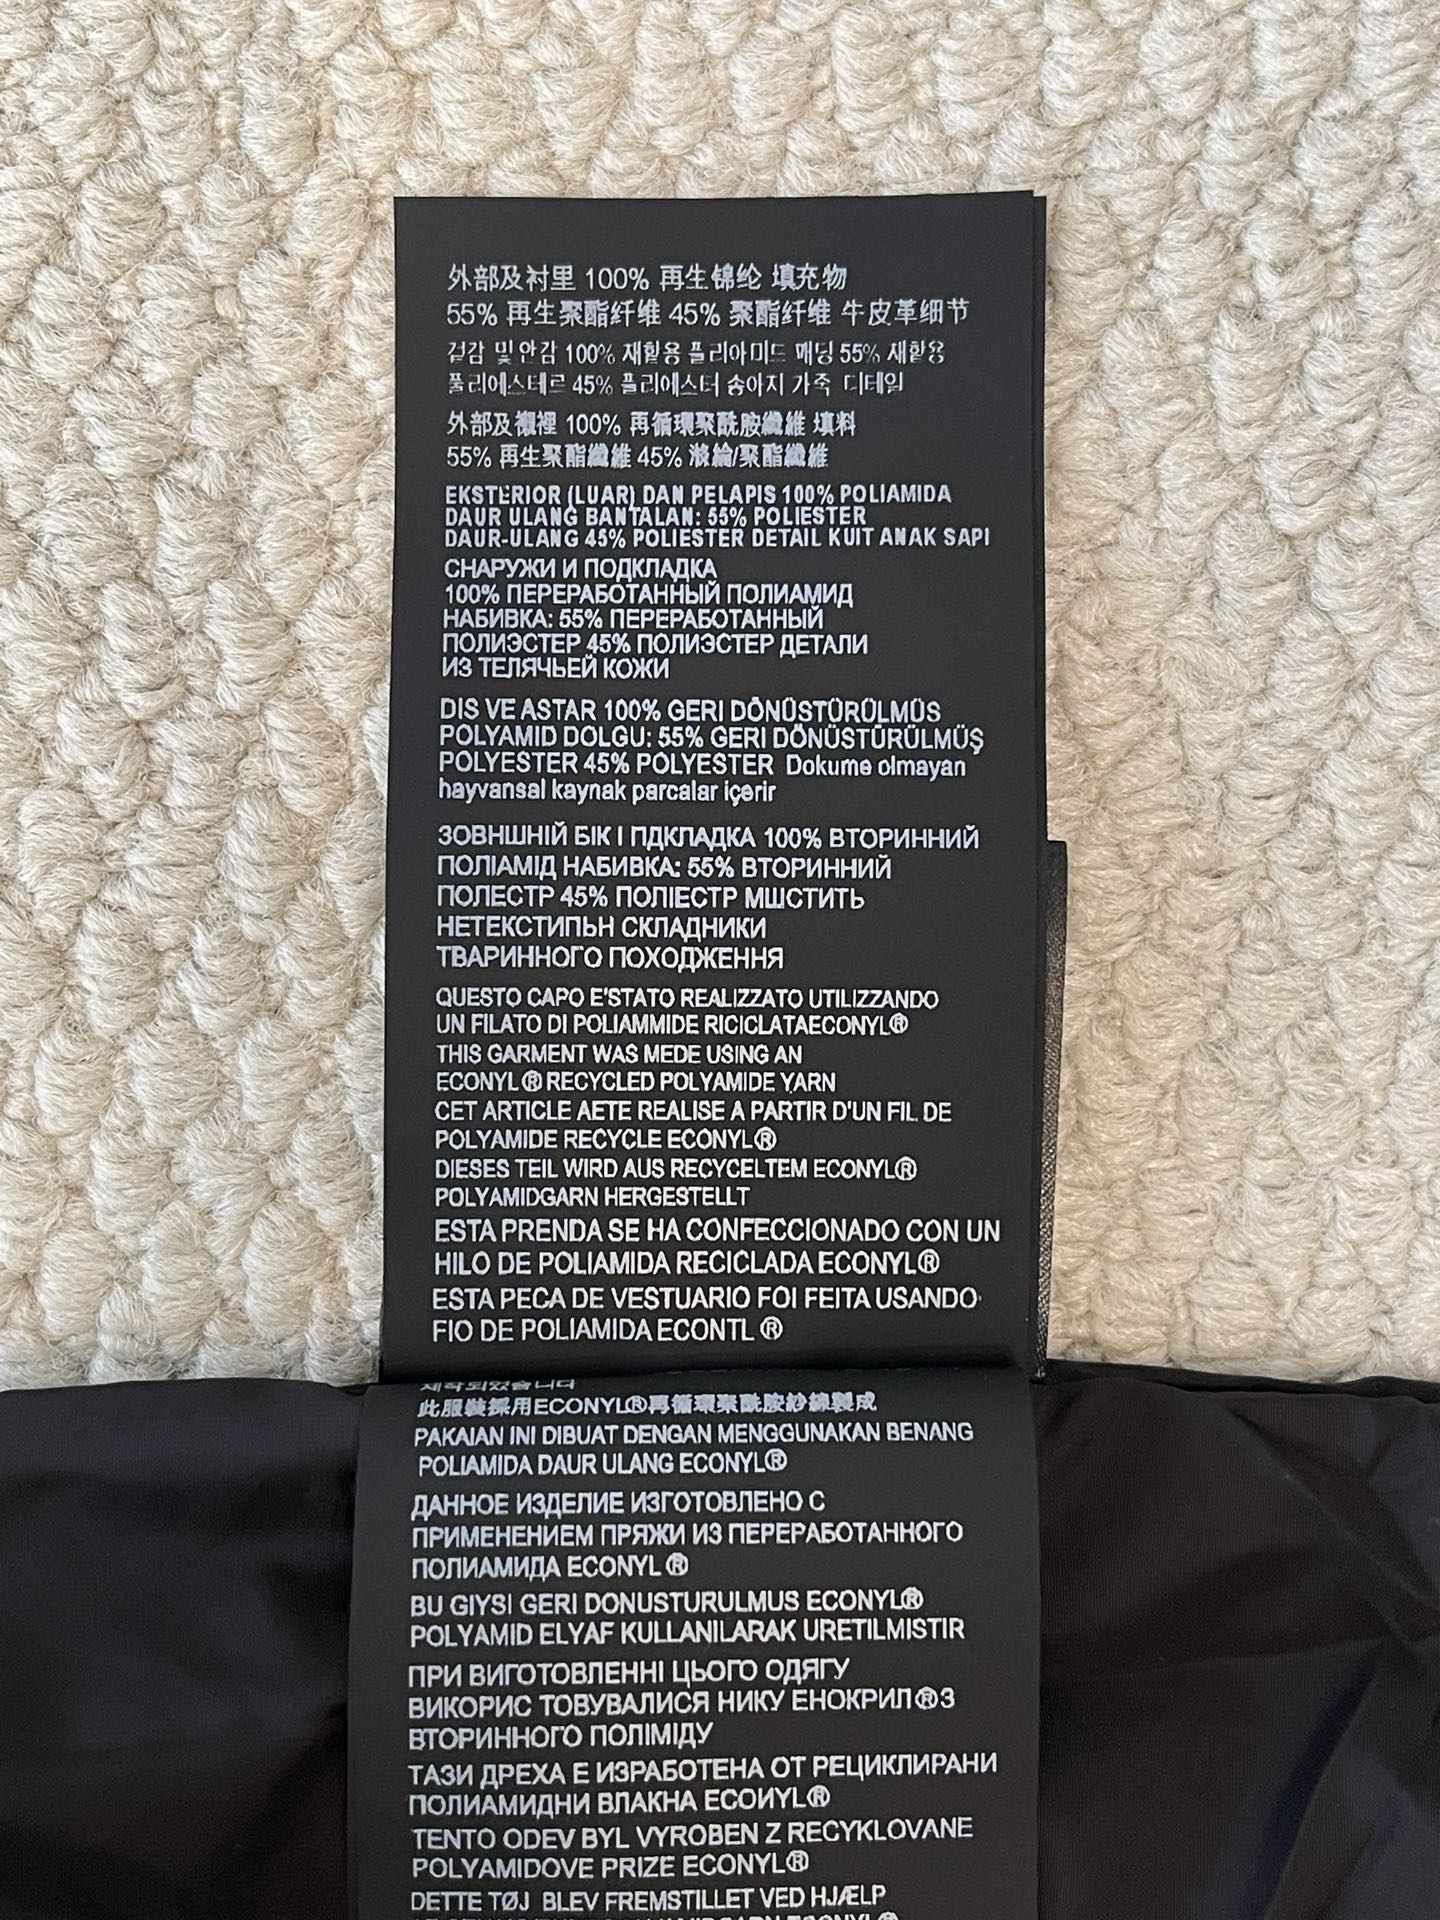 外部及衬里 100% 再生锦纶 填充物
55% 再生聚酯纤维 45% 聚酯纤维 牛皮革细节
겉감 및 안감 100% 재활용 폴리아미드 패딩 55% 재활용
폴리에스테르 45% 폴리에스터 송아지 가죽 디테일
外部及襯裡 100% 再循環聚酰胺纖維 填料
55% 再生聚酯纖維 45% 滌綸/聚酯纖維
EKSTERIOR (LUAR) DAN PELAPIS 100% POLIAMIDA
DAUR ULANG BANTALAN: 55% POLIESTER
DAUR-ULANG 45% POLIESTER DETAIL KUIT ANAK SAPI
СНАРУЖИ И ПОДКЛАДКА
100% ПЕРЕРАБОТАННЫЙ ПОЛИАМИД
НАБИВКА: 55% ПЕРЕРАБОТАННЫЙ
ПОЛИЭСТЕР 45% ПОЛИЭСТЕР ДЕТАЛИ
ИЗ ТЕЛЯЧЬЕЙ КОЖИ
DIS VE ASTAR 100% GERI DÖNÜSTÜRÜLMÜS
POLYAMID DOLGU: 55% GERI DÖNÜSTÜRÜLMÜŞ
POLYESTER 45% POLYESTER Dokume olmayan
hayvansal kaynak parcalar içerir
ЗОВНШНІЙ БІК І ПДКЛАДКА 100% ВТОРИННИЙ
ПОЛІАМІД НАБИВКА: 55% ВТОРИННИЙ
ПОЛЕСТР 45% ПОЛІЕСТР МШСТИТЬ
НЕТЕКСТИПЬН СКЛАДНИКИ
ТВАРИННОГО ПОХОДЖЕННЯ
QUESTO CAPO E'STATO REALIZZATO UTILIZZANDO
UN FILATO DI POLIAMMIDE RICICLATAECONYL®
THIS GARMENT WAS MEDE USING AN
ECONYL® RECYCLED POLYAMIDE YARN
CET ARTICLE AETE REALISE A PARTIR D'UN FIL DE
POLYAMIDE RECYCLE ECONYL®
DIESES TEIL WIRD AUS RECYCELTEM ECONYL®
POLYAMIDGARN HERGESTELLT
ESTA PRENDA SE HA CONFECCIONADO CON UN
HILO DE POLIAMIDA RECICLADA ECONYL®
ESTA PECA DE VESTUARIO FOI FEITA USANDO
FIO DE POLIAMIDA ECONTL®
제작되었습니다
此服裝採用ECONYL®再循環聚酰胺紗線製成
PAKAIAN INI DIBUAT DENGAN MENGGUNAKAN BENANG
POLIAMIDA DAUR ULANG ECONYL®
ДАННОЕ ИЗДЕЛИЕ ИЗГОТОВЛЕНО С
ПРИМЕНЕНИЕМ ПРЯЖИ ИЗ ПЕРЕРАБОТАННОГО
ПОЛИАМИДА ECONYL®
BU GIYSI GERI DONUSTURULMUS ECONYL®
POLYAMID ELYAF KULLANILARAK URETILMISTIR
ПРИ ВИГОТОВЛЕННІ ЦЬОГО ОДЯГУ
ВИКОРИС ТОВУВАЛИСЯ НИКУ ЕНОКРИЛ®З
ВТОРИННОГО ПОЛІМІДУ
ТАЗИ ДРЕХА Е ИЗРАБОТЕНА ОТ РЕЦИКЛИРАНИ
ПОЛИАМИДНИ ВЛАКНА ECOИYL®
TENTO ODEV BYL VYROBEN Z RECYKLOVANE
POLYAMIDOVE PRIZE ECONYL®
DETTE TØJ BLEV FREMSTILLET VED HJÆLP